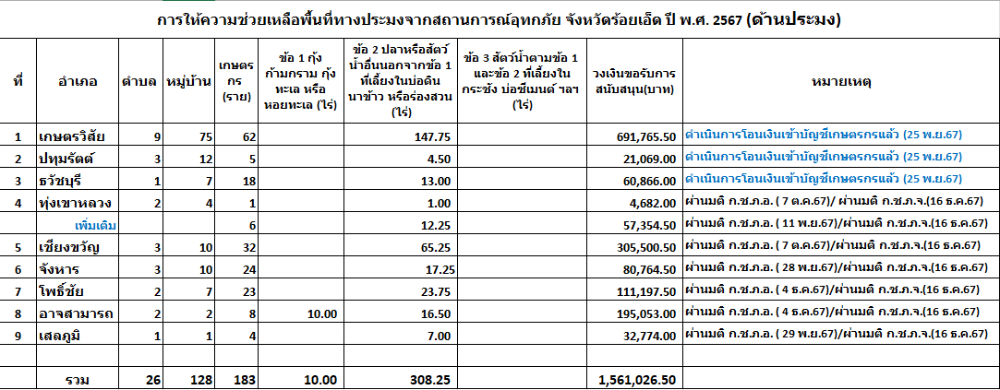 การให้ความช่วยเหลือพื้นที่ทางประมงจากสถานการณ์อุทกภัย จังหวัดร้อยเอ็ด ปี พ.ศ. 2567 (ด้านประมง)
ที่ อำเภอ ตำบล หมู่บ้าน เกษตรกร (ราย) ข้อ 1 กุ้งก้ามกราม กุ้งทะเล หรือหอยทะเล (ไร่) ข้อ 2 ปลาหรือสัตว์น้ำอื่นนอกจากข้อ 1 ที่เลี้ยงในบ่อดิน นาข้าว หรือร่องสวน (ไร่) ข้อ 3 สัตว์น้ำตามข้อ 1 และข้อ 2 ที่เลี้ยงในกระชัง บ่อซีเมนต์ ฯลฯ (ไร่) วงเงินขอรับการสนับสนุน(บาท) หมายเหตุ
1 เกษตรวิสัย 9 75 62 147.75 691,765.50 ดำเนินการโอนเงินเข้าบัญชีเกษตรกรแล้ว (25 พ.ย.67)
2 ปทุมรัตต์ 3 12 5 4.50 21,069.00 ดำเนินการโอนเงินเข้าบัญชีเกษตรกรแล้ว (25 พ.ย.67)
3 ธวัชบุรี 1 7 18 13.00 60,866.00 ดำเนินการโอนเงินเข้าบัญชีเกษตรกรแล้ว (25 พ.ย.67)
4 ทุ่งเขาหลวง 2 4 1 1.00 4,682.00 ผ่านมติ ก.ช.ภ.อ. ( 7 ต.ค.67)/ ผ่านมติ ก.ช.ภ.จ.(16 ธ.ค.67)
เพิ่มเติม 6 12.25 57,354.50 ผ่านมติ ก.ช.ภ.อ. ( 11 พ.ย.67)/ผ่านมติ ก.ช.ภ.จ.(16 ธ.ค.67)
5 เชียงขวัญ 3 10 32 65.25 305,500.50 ผ่านมติ ก.ช.ภ.อ. ( 7 ต.ค.67)/ผ่านมติ ก.ช.ภ.จ.(16 ธ.ค.67)
6 จังหาร 3 10 24 17.25 80,764.50 ผ่านมติ ก.ช.ภ.อ. ( 28 พ.ย.67)/ผ่านมติ ก.ช.ภ.จ.(16 ธ.ค.67)
7 โพธิ์ชัย 2 7 23 23.75 111,197.50 ผ่านมติ ก.ช.ภ.อ. ( 4 ธ.ค.67)/ผ่านมติ ก.ช.ภ.จ.(16 ธ.ค.67)
8 อาจสามารถ 2 2 8 10.00 16.50 195,053.00 ผ่านมติ ก.ช.ภ.อ. ( 4 ธ.ค.67)/ผ่านมติ ก.ช.ภ.จ.(16 ธ.ค.67)
9 เสลภูมิ 1 1 4 7.00 32,774.00 ผ่านมติ ก.ช.ภ.อ. ( 29 พ.ย.67)/ผ่านมติ ก.ช.ภ.จ.(16 ธ.ค.67)
รวม 26 128 183 10.00 308.25 1,561,026.50